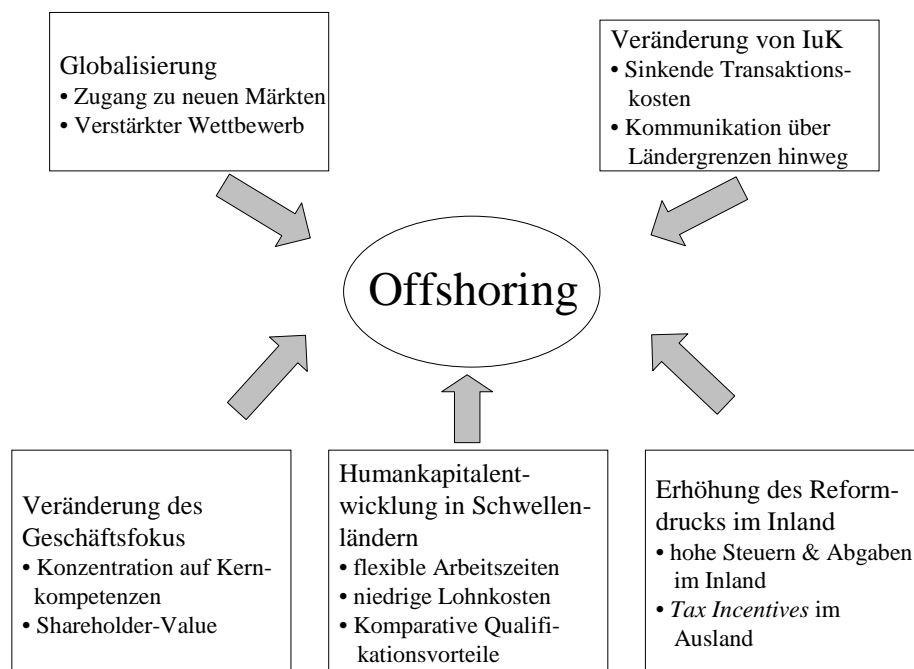 Globalisierung
• Zugang zu neuen Märkten
• Verstärkter Wettbewerb
Veränderung von IuK
• Sinkende Transaktions-
kosten
• Kommunikation über
Ländergrenzen hinweg
Offshoring
Veränderung des
Geschäftsfokus
• Konzentration auf Kern-
kompetenzen
• Shareholder-Value
Humankapitalent-
wicklung in Schwellen-
ländern
• flexible Arbeitszeiten
• niedrige Lohnkosten
• Komparative Qualifi-
kationsvorteile
Erhöhung des Reform-
drucks im Inland
• hohe Steuern & Abgaben
im Inland
• Tax Incentives im
Ausland